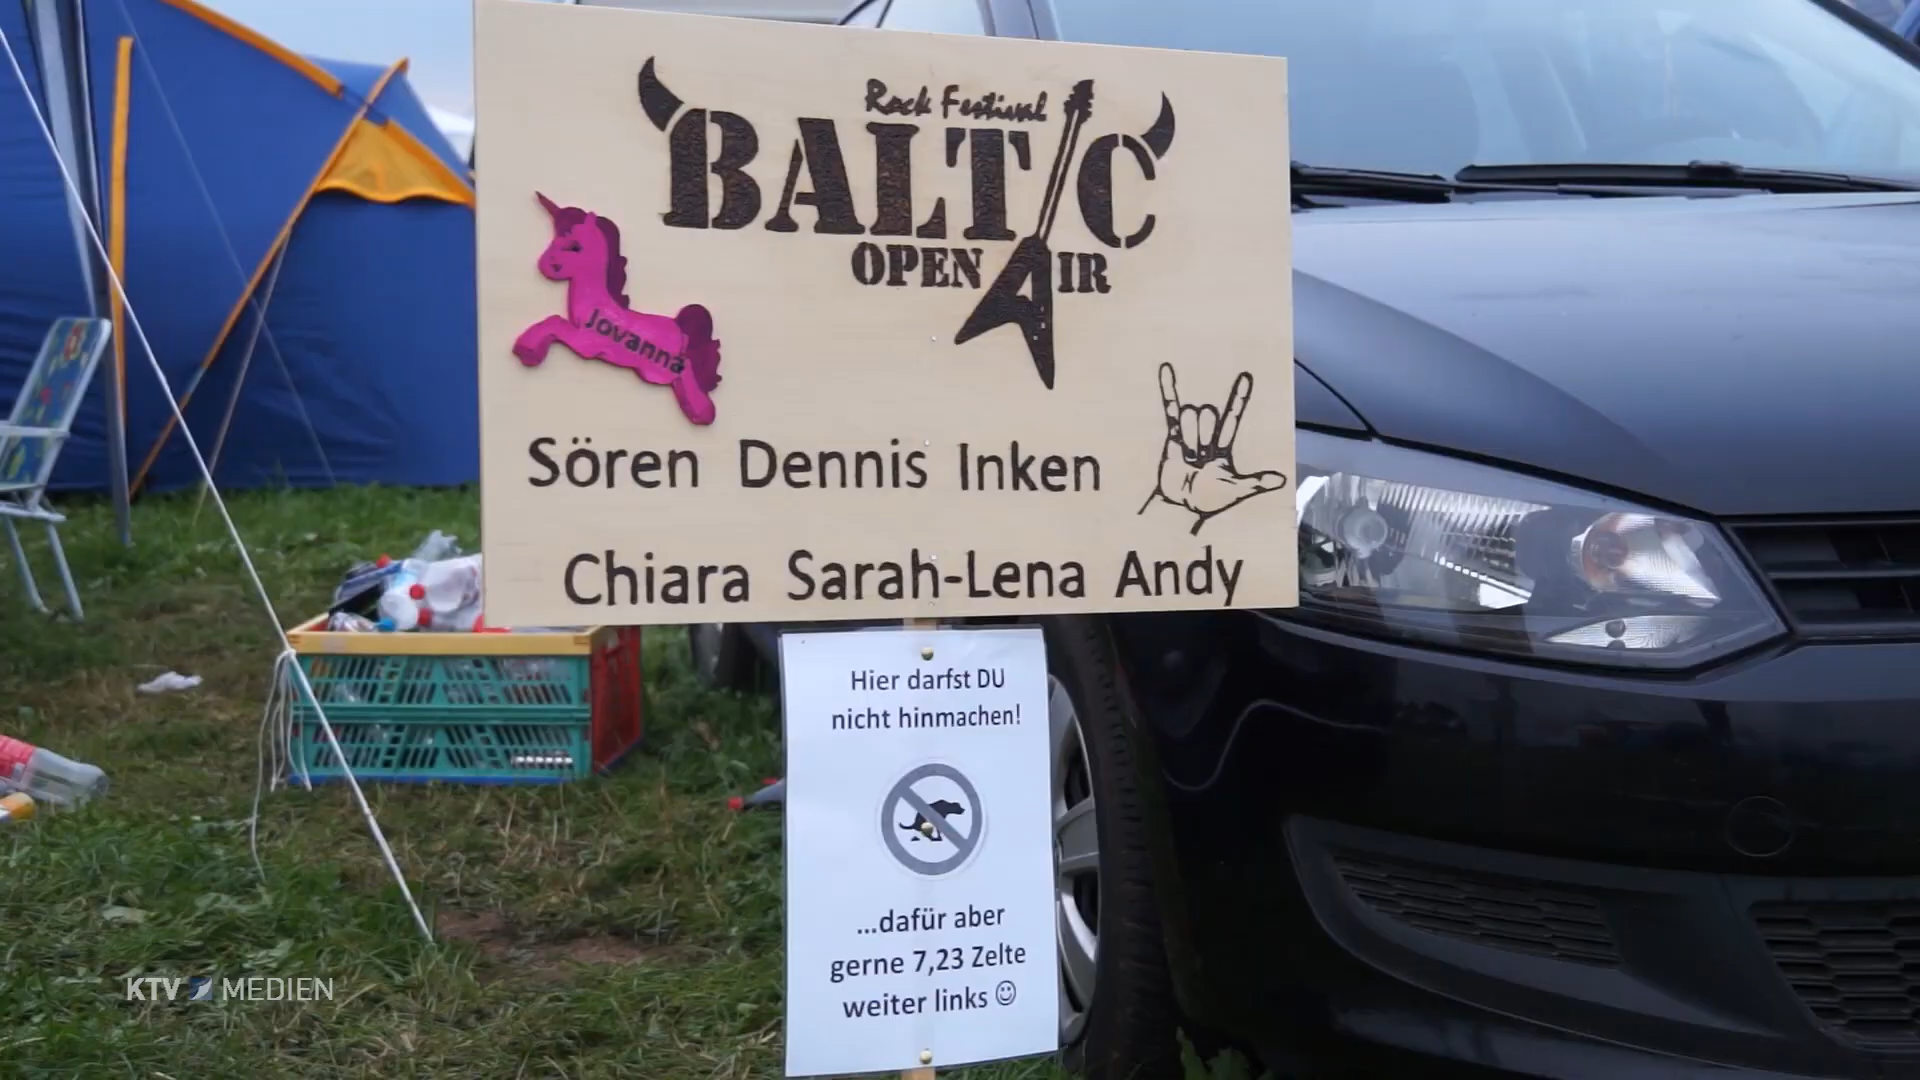 Rock Festival
BALTIC
OPEN AIR
Jovanna
Sören Dennis Inken
Chiara Sarah-Lena Andy
Hier darfst DU
nicht hinmachen!
...dafür aber
gerne 7,23 Zelte
weiter links ☺
KTV MEDIEN